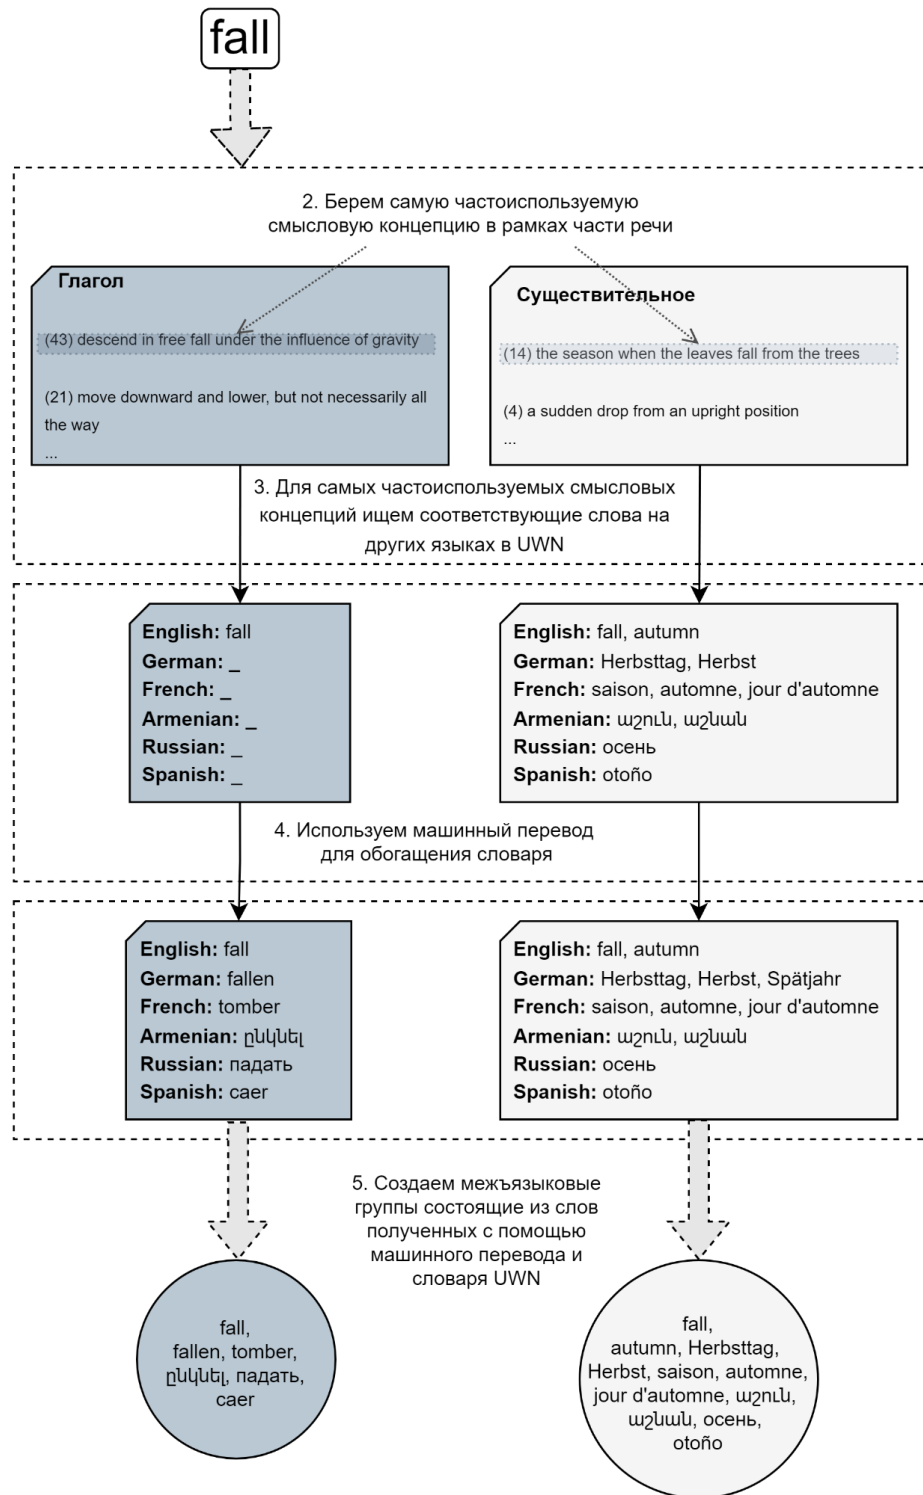 fall
2. Берем самую частоиспользуемую
смысловую концепцию в рамках части речи
Глагол
(43) descend in free fall under the influence of gravity
(21) move downward and lower, but not necessarily all
the way
...
Существительное
(14) the season when the leaves fall from the trees
(4) a sudden drop from an upright position
...
3. Для самых частоиспользуемых смысловых
концепций ищем соответствующие слова на
других языках в UWN
English: fall
German: _
French: _
Armenian: _
Russian: _
Spanish: _
English: fall, autumn
German: Herbsttag, Herbst
French: saison, automne, jour d'automne
Armenian: աշուն, աշնան
Russian: осень
Spanish: otoño
4. Используем машинный перевод
для обогащения словаря
English: fall
German: fallen
French: tomber
Armenian: ընկնել
Russian: падать
Spanish: caer
English: fall, autumn
German: Herbsttag, Herbst, Spätjahr
French: saison, automne, jour d'automne
Armenian: աշուն, աշնան
Russian: осень
Spanish: otoño
5. Создаем межъязыковые
группы состоящие из слов
полученных с помощью
машинного перевода и
словаря UWN
fall,
fallen, tomber,
ընկնել, падать,
caer
fall,
autumn, Herbsttag,
Herbst, saison, automne,
jour d'automne, աշուն,
աշնան, осень,
otoño